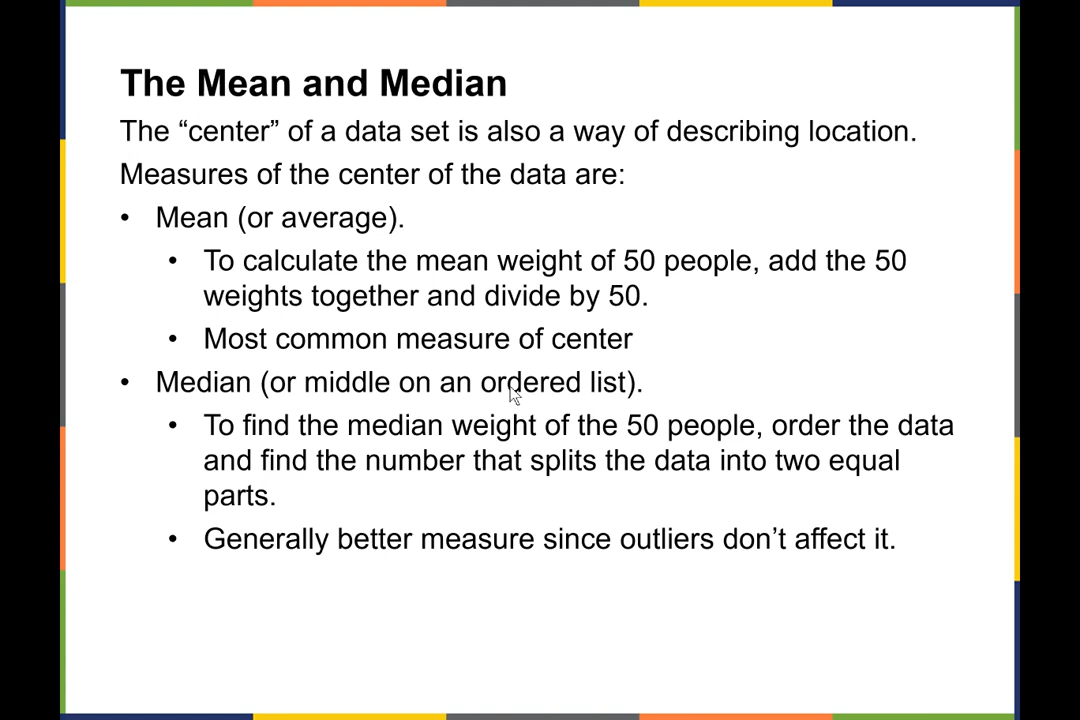 The Mean and Median
The “center” of a data set is also a way of describing location.
Measures of the center of the data are:
• Mean (or average).
• To calculate the mean weight of 50 people, add the 50
weights together and divide by 50.
• Most common measure of center
• Median (or middle on an ordered list).
• To find the median weight of the 50 people, order the data
and find the number that splits the data into two equal
parts.
• Generally better measure since outliers don’t affect it.